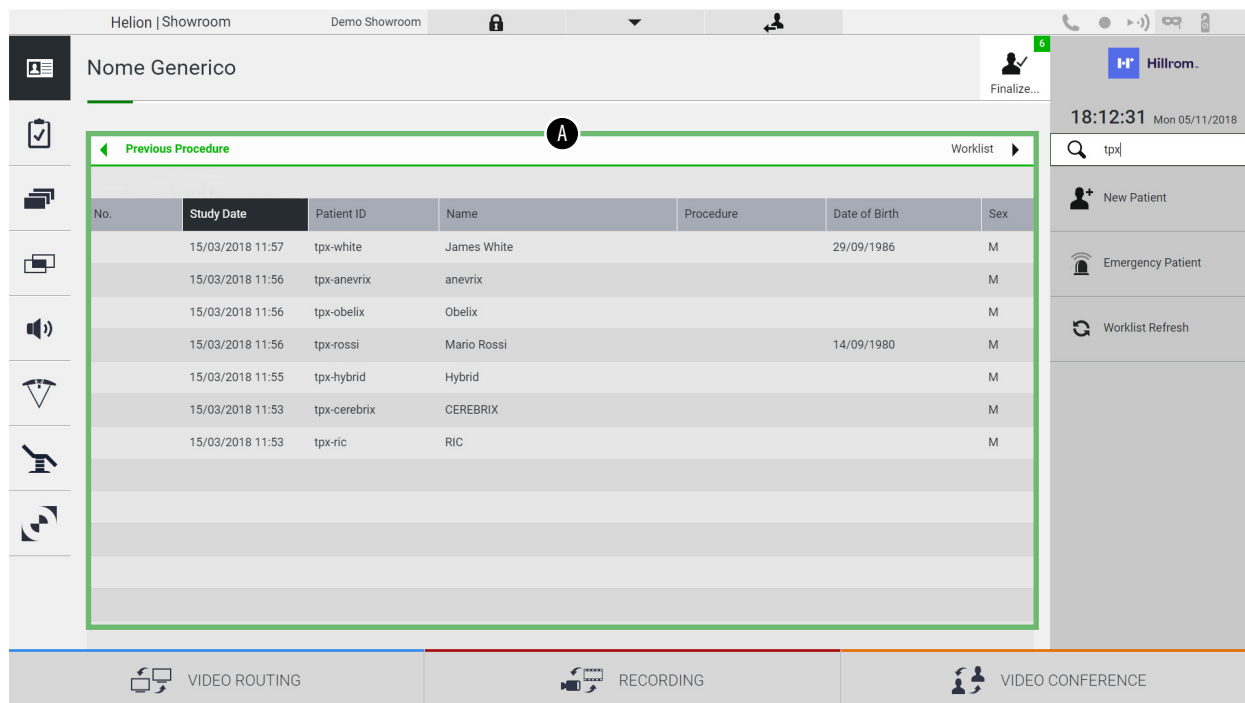 Helion | Showroom Demo Showroom
Nome Generico
6
Finalize...
Hillrom™
18:12:31 Mon 05/11/2018
tpx
New Patient
Emergency Patient
Worklist Refresh
A
Previous Procedure Worklist
No. Study Date Patient ID Name Procedure Date of Birth Sex
15/03/2018 11:57 tpx-white James White 29/09/1986 M
15/03/2018 11:56 tpx-anevrix anevrix M
15/03/2018 11:56 tpx-obelix Obelix M
15/03/2018 11:56 tpx-rossi Mario Rossi 14/09/1980 M
15/03/2018 11:55 tpx-hybrid Hybrid M
15/03/2018 11:53 tpx-cerebrix CEREBRIX M
15/03/2018 11:53 tpx-ric RIC M
VIDEO ROUTING RECORDING VIDEO CONFERENCE